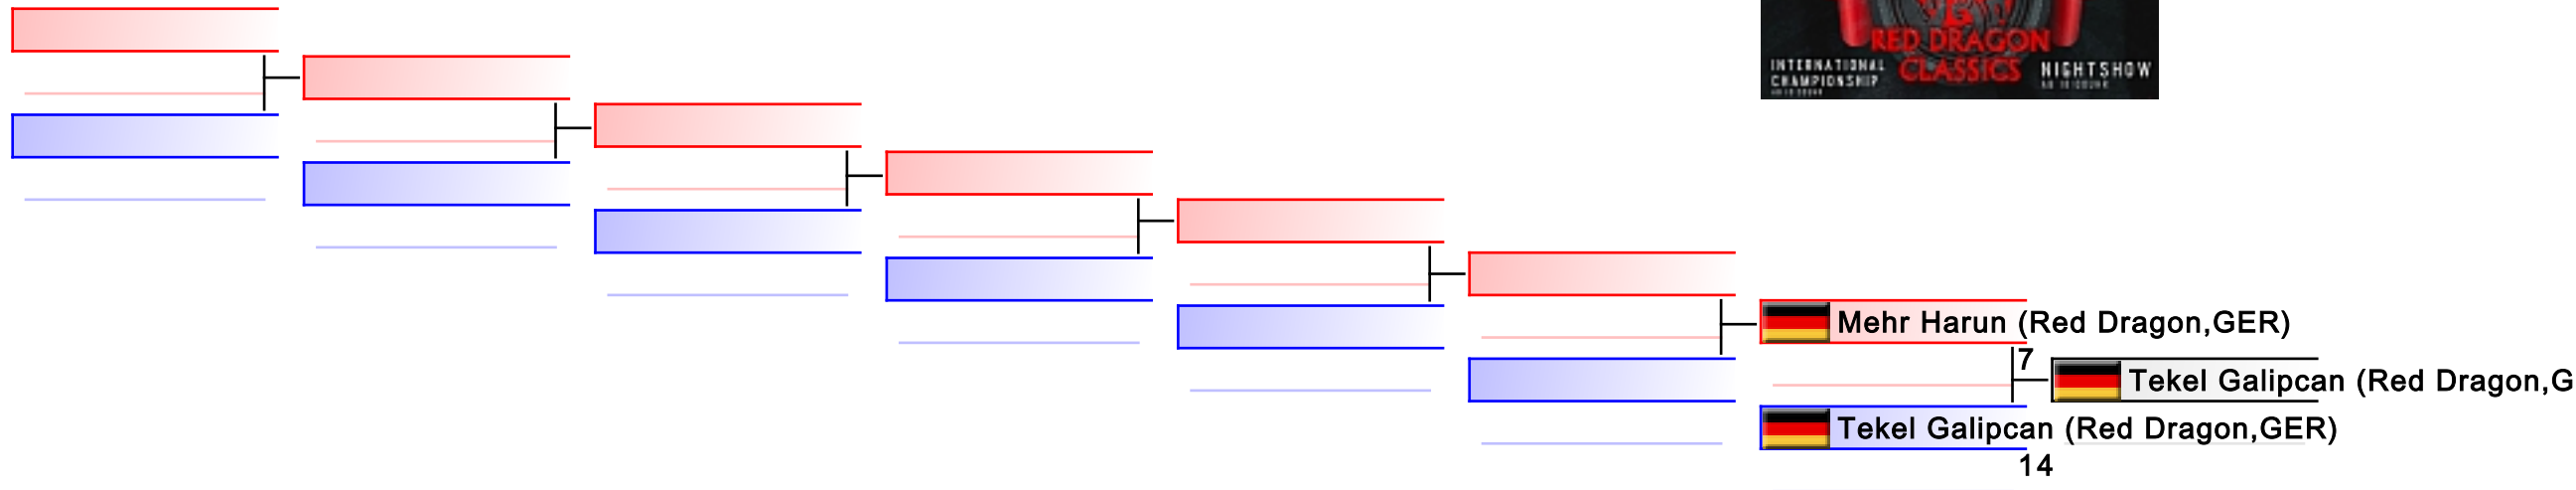 RED DRAGON
CLASSICS
INTERNATIONAL
CHAMPIONSHIP
NIGHTSHOW
Mehr Harun (Red Dragon,GER)
7
Tekel Galipcan (Red Dragon,G
Tekel Galipcan (Red Dragon,GER)
14